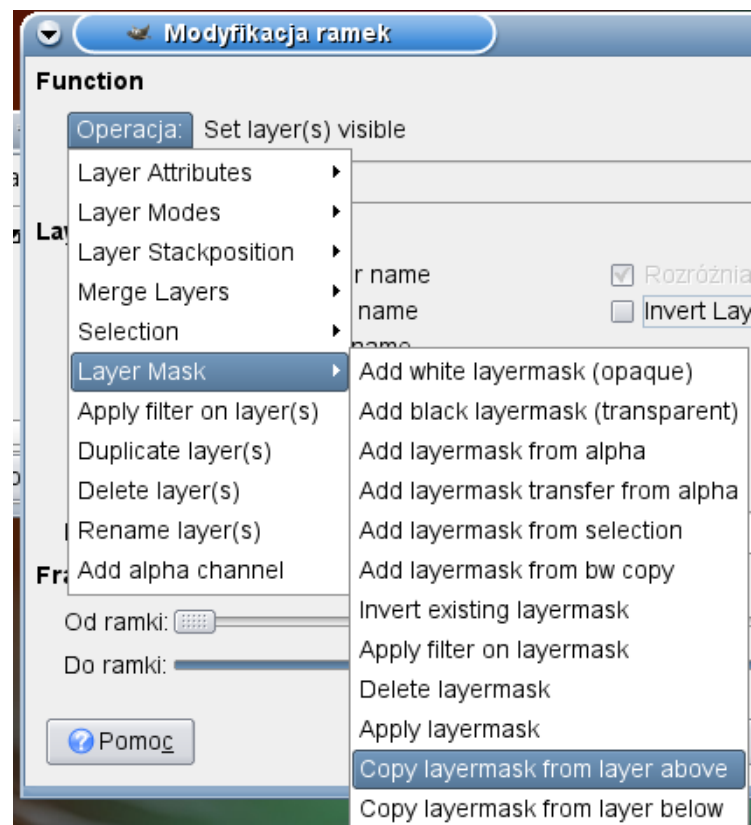 Modyfikacja ramek
Function
Operacja: Set layer(s) visible
Layer Attributes
Layer Modes
Layer Stackposition
Merge Layers
Selection
Layer Mask
Apply filter on layer(s)
Duplicate layer(s)
Delete layer(s)
Rename layer(s)
Add alpha channel
La
r name
name
name
Rozróżnia
Invert Lay
Add white layermask (opaque)
Add black layermask (transparent)
Add layermask from alpha
Add layermask transfer from alpha
Add layermask from selection
Add layermask from bw copy
Invert existing layermask
Apply filter on layermask
Delete layermask
Apply layermask
Copy layermask from layer above
Copy layermask from layer below
Fra
Od ramki:
Do ramki:
Pomoc